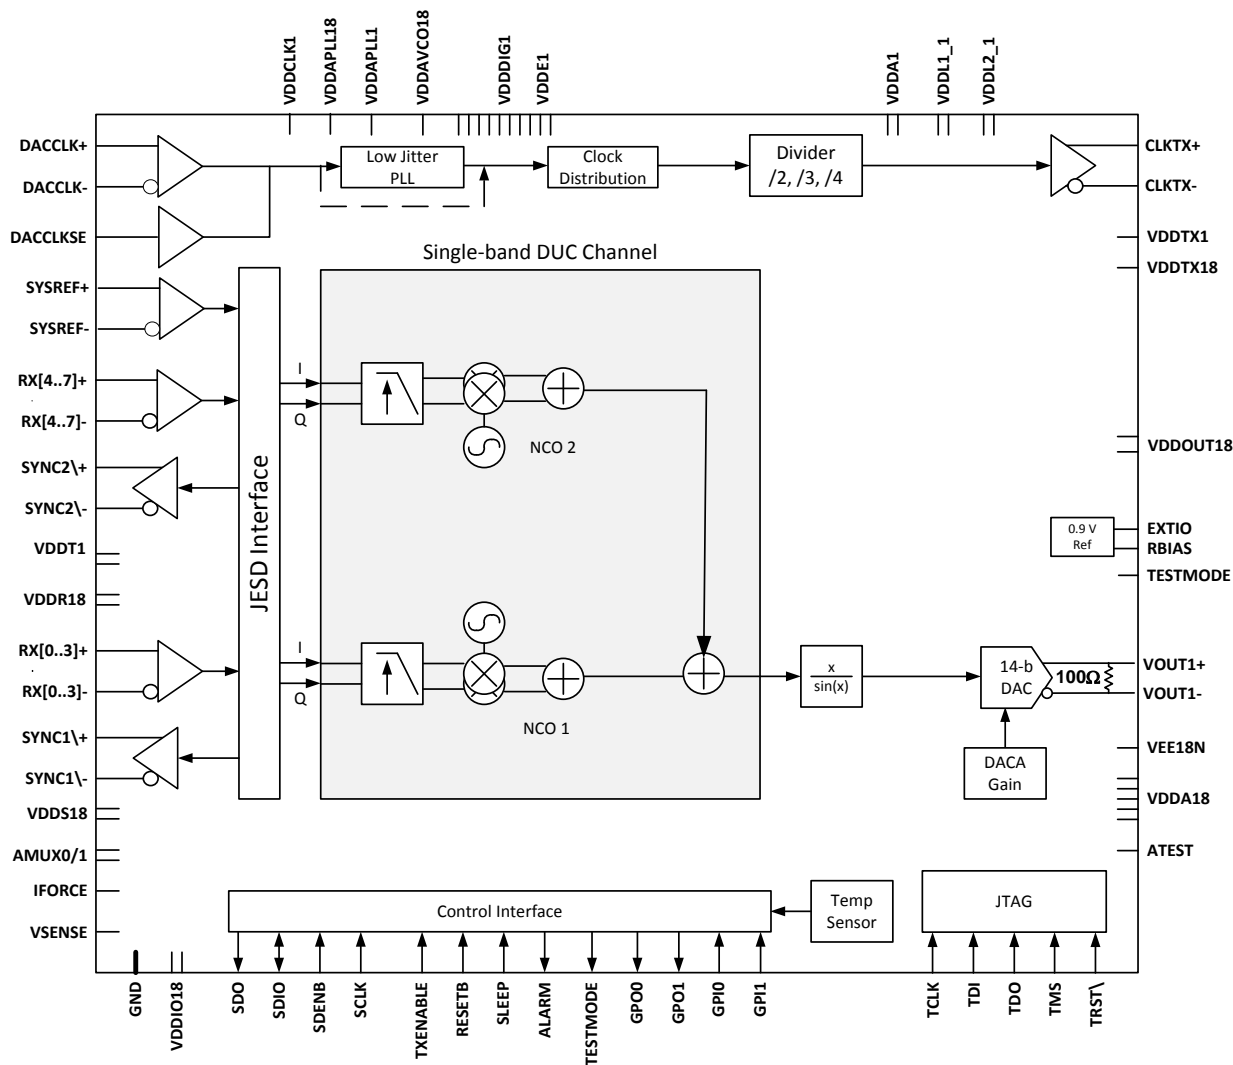 VDDCLK1
VDDAPLL18
VDDAPLL1
VDDAVCO18
VDDDIG1
VDDE1
VDDA1
VDDL1_1
VDDL2_1
DACCLK+
DACCLK-
DACCLKSE
SYSREF+
SYSREF-
RX[4..7]+
RX[4..7]-
SYNC2\+
SYNC2\-
VDDT1
VDDR18
RX[0..3]+
RX[0..3]-
SYNC1\+
SYNC1\-
VDDS18
AMUX0/1
IFORCE
VSENSE
Low Jitter
PLL
Clock
Distribution
Divider
/2, /3, /4
Single-band DUC Channel
JESD Interface
I
Q
NCO 2
I
Q
NCO 1
x
sin(x)
14-b
DAC
100Ω
DACA
Gain
0.9 V
Ref
CLKTX+
CLKTX-
VDDTX1
VDDTX18
VDDOUT18
EXTIO
RBIAS
TESTMODE
VOUT1+
VOUT1-
VEE18N
VDDA18
ATEST
Control Interface
Temp
Sensor
JTAG
GND
VDDIO18
SDO
SDIO
SDENB
SCLK
TXENABLE
RESETB
SLEEP
ALARM
TESTMODE
GPO0
GPO1
GPI0
GPI1
TCLK
TDI
TDO
TMS
TRST\